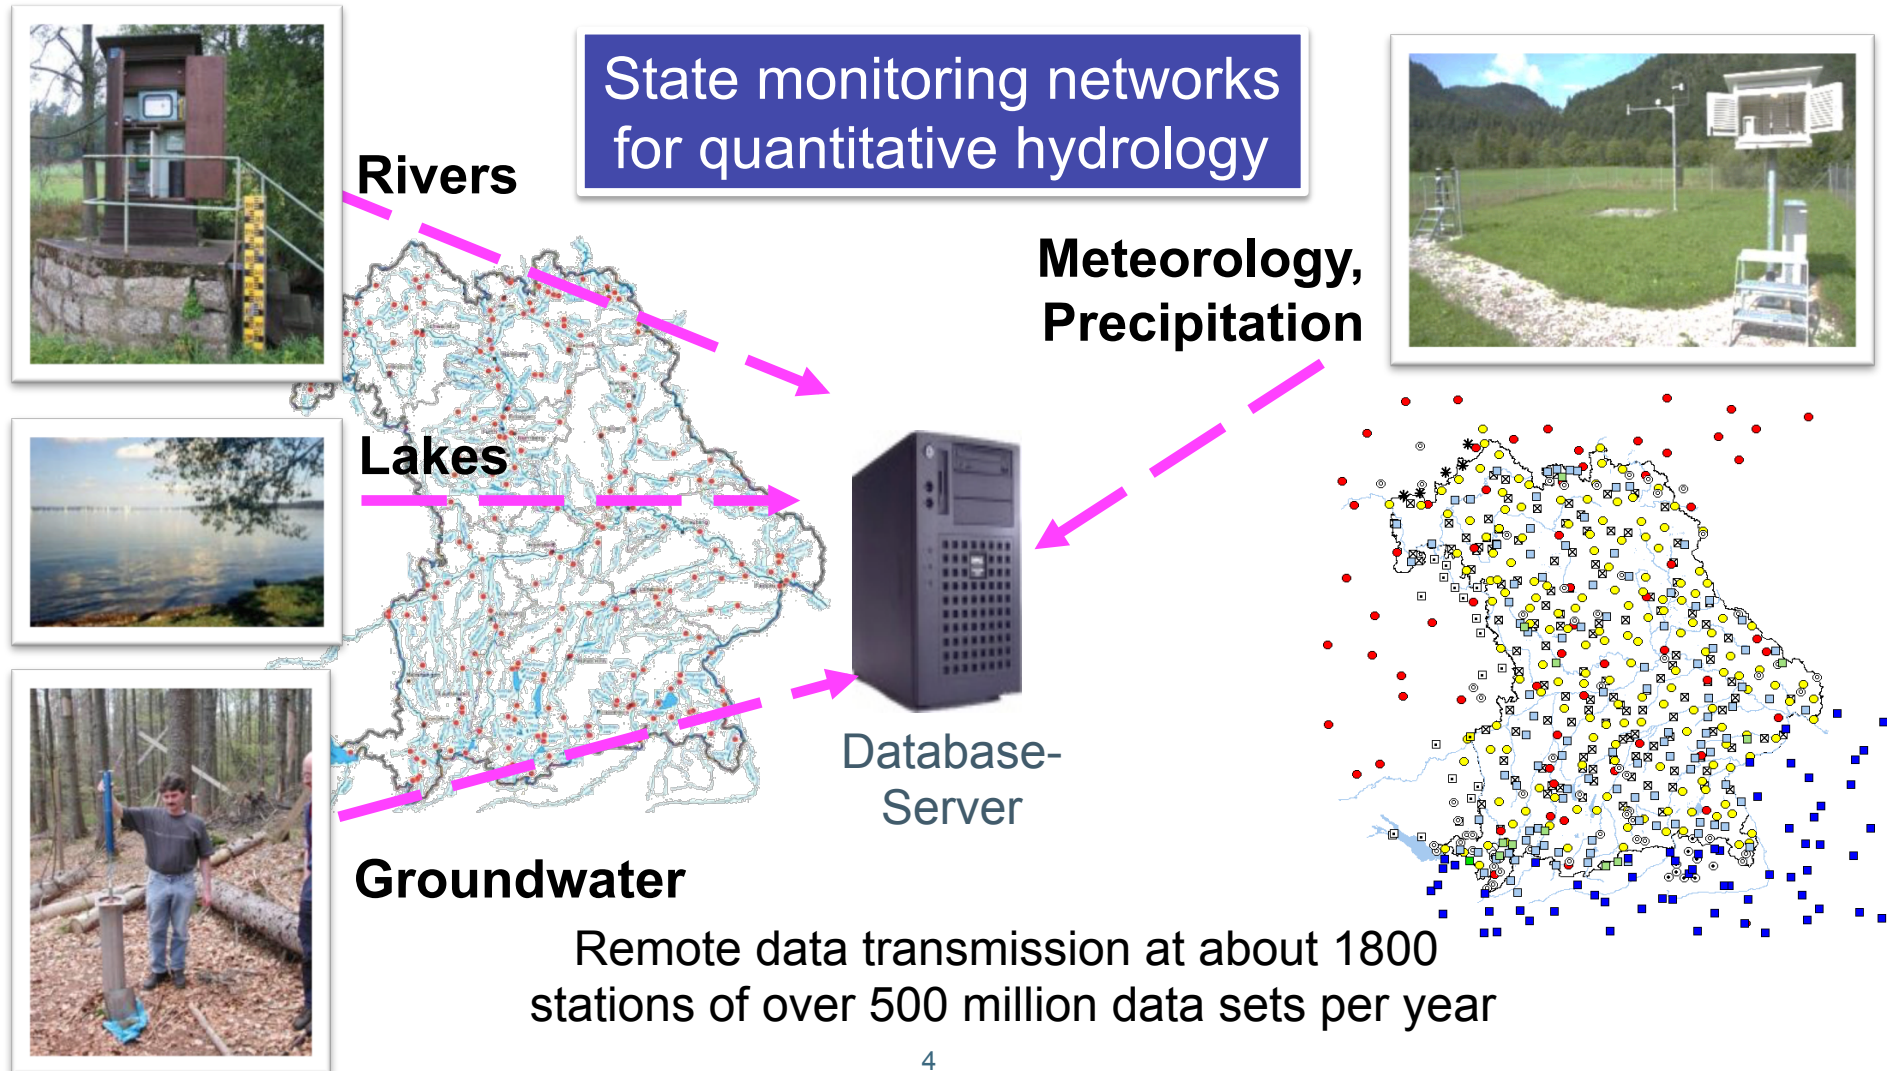 State monitoring networks
for quantitative hydrology
Rivers
Meteorology,
Precipitation
Lakes
Database-
Server
Groundwater
Remote data transmission at about 1800
stations of over 500 million data sets per year
4